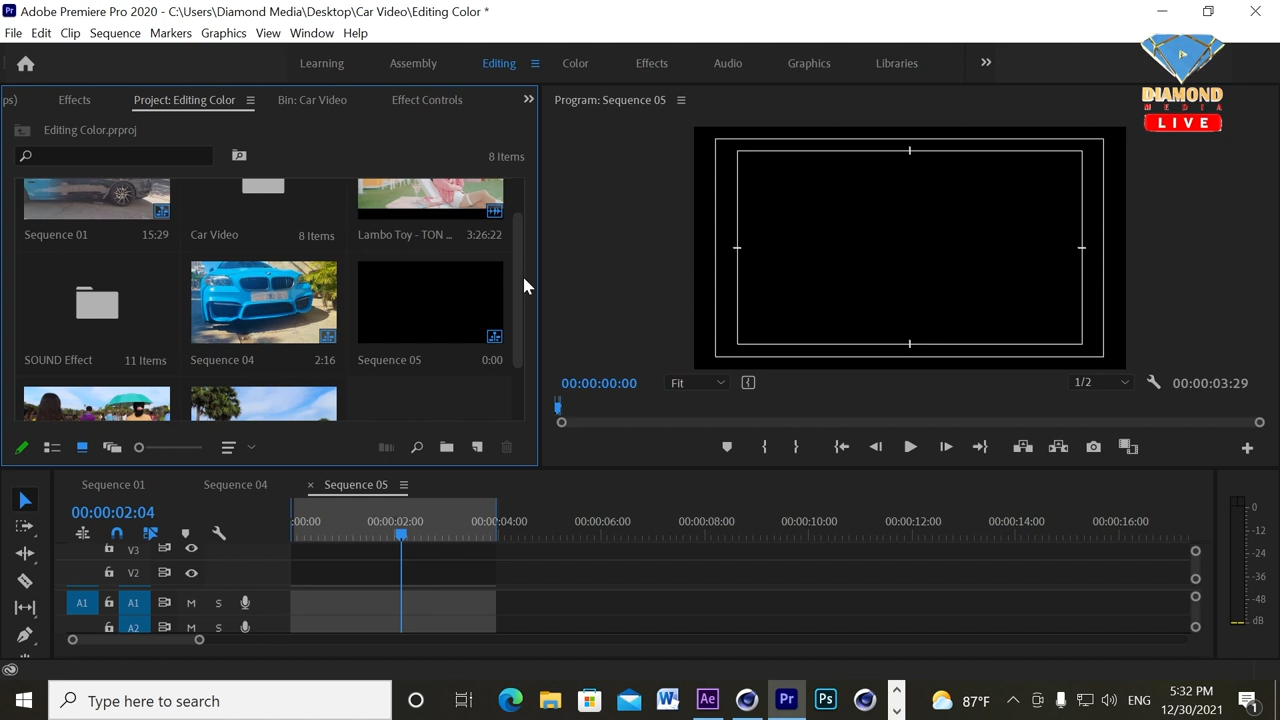 Adobe Premiere Pro 2020 - C:\Users\Diamond Media\Desktop\Car Video\Editing Color *
File Edit Clip Sequence Markers Graphics View Window Help
Learning Assembly Editing Color Effects Audio Graphics Libraries
DIAMOND
MEDIA
LIVE
ps) Effects Project: Editing Color Bin: Car Video Effect Controls
Program: Sequence 05
Editing Color.prproj
8 Items
Sequence 01 15:29
Car Video 8 Items
Lambo Toy - TON ... 3:26:22
SOUND Effect 11 Items
Sequence 04 2:16
Sequence 05 0:00
00:00:00:00 Fit 1/2 00:00:03:29
Sequence 01 Sequence 04 × Sequence 05
00:00:02:04
:00:00 00:00:02:00 00:00:04:00 00:00:06:00 00:00:08:00 00:00:10:00 00:00:12:00 00:00:14:00 00:00:16:00
V3
V2
A1 A1 M S
A2 M S
0
-12
-24
-36
-48
dB
Type here to search
87°F ENG
5:32 PM
12/30/2021